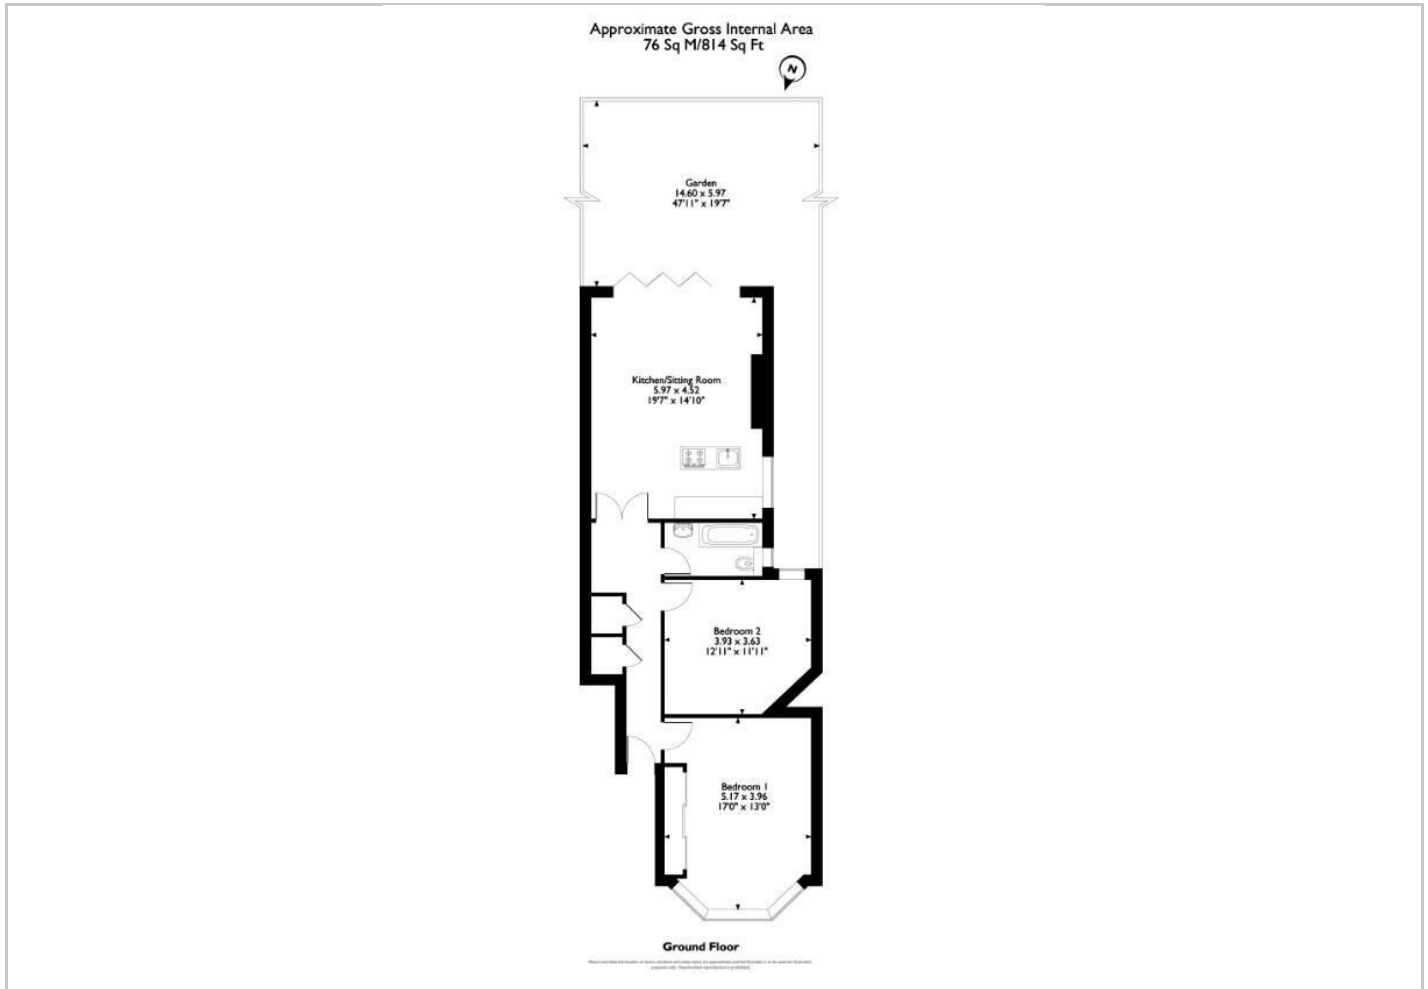 Approximate Gross Internal Area
76 Sq M/814 Sq Ft
N
Garden
14.60 x 5.97
47'11" x 19'7"
Kitchen/Sitting Room
5.97 x 4.52
19'7" x 14'10"
Bedroom 2
3.93 x 3.63
12'11" x 11'11"
Bedroom 1
5.17 x 3.96
17'0" x 13'0"
Ground Floor